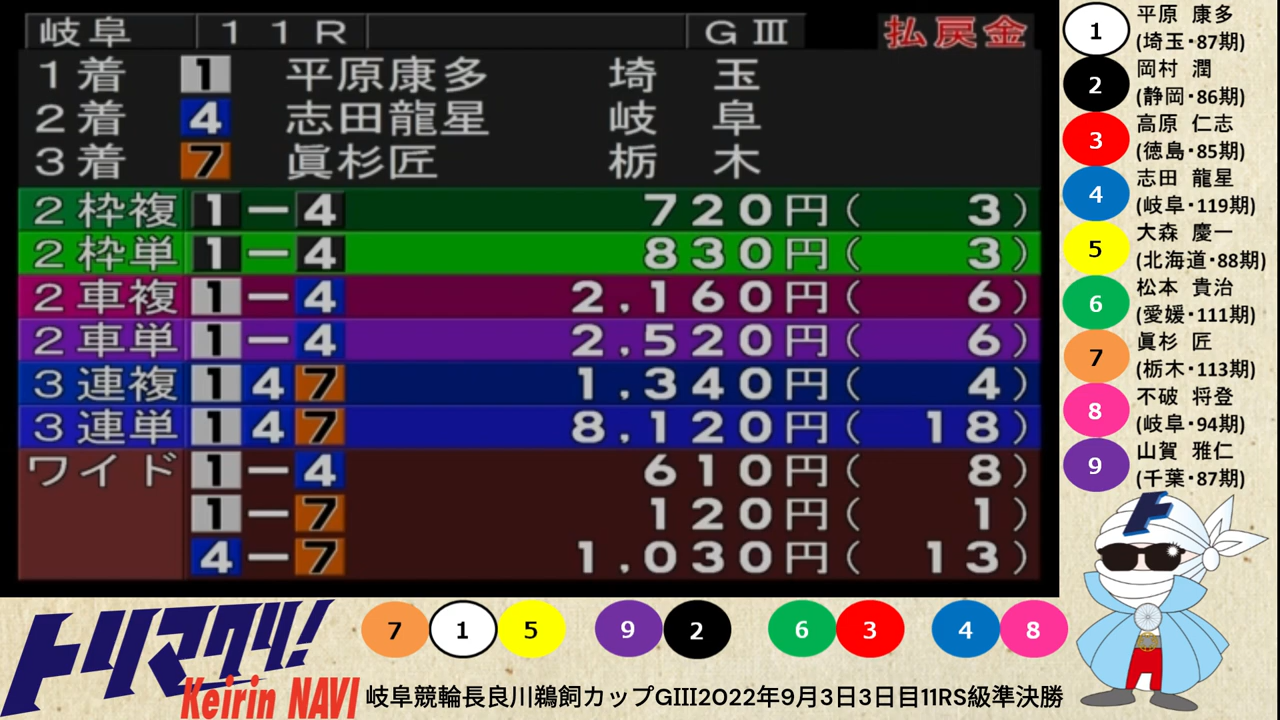 岐阜 11R GⅢ 払戻金
1着 1 平原康多 埼玉
2着 4 志田龍星 岐阜
3着 7 眞杉匠 栃木
2枠複 1-4 720円( 3)
2枠単 1-4 830円( 3)
2車複 1-4 2,160円( 6)
2車単 1-4 2,520円( 6)
3連複 1 4 7 1,340円( 4)
3連単 1 4 7 8,120円( 18)
ワイド 1-4 610円( 8)
1-7 120円( 1)
4-7 1,030円( 13)
1 平原 康多
(埼玉・87期)
2 岡村 潤
(静岡・86期)
3 高原 仁志
(徳島・85期)
4 志田 龍星
(岐阜・119期)
5 大森 慶一
(北海道・88期)
6 松本 貴治
(愛媛・111期)
7 眞杉 匠
(栃木・113期)
8 不破 将登
(岐阜・94期)
9 山賀 雅仁
(千葉・87期)
ト
トリマクリ!
Keirin NAVI
7 1 5 9 2 6 3 4 8
岐阜競輪長良川鵜飼カップGIII2022年9月3日3日目11RS級準決勝